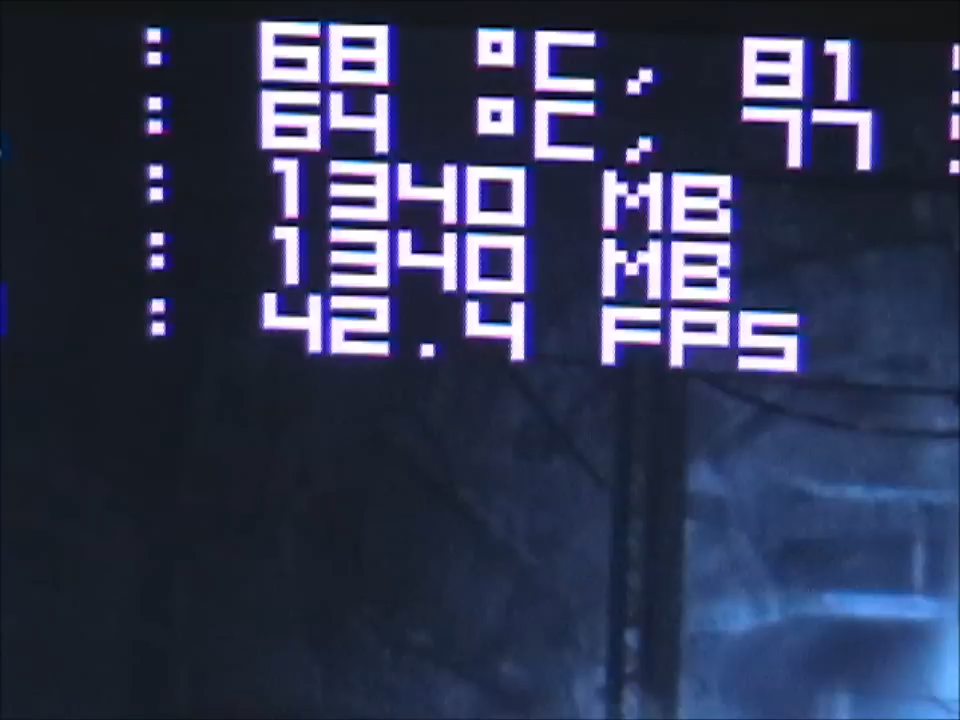 : 68 °C, 81
: 64 °C, 77
: 1340 MB
: 1340 MB
: 42.4 FPS